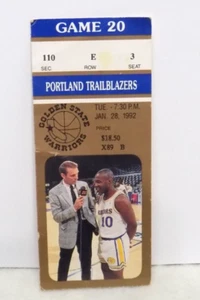 GAME 20
110 E 3
SEC. ROW SEAT
PORTLAND TRAILBLAZERS
TUE. - 7:30 P.M.
JAN. 28, 1992
PRICE
$18.50
X89 B
GOLDEN STATE
WARRIORS
10